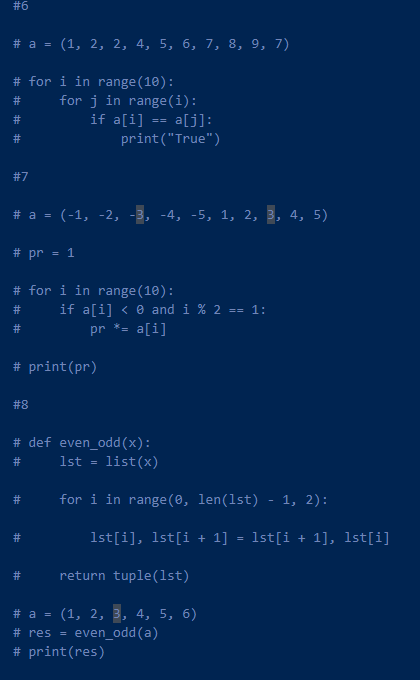 #6
# a = (1, 2, 2, 4, 5, 6, 7, 8, 9, 7)
# for i in range(10):
#     for j in range(i):
#         if a[i] == a[j]:
#             print("True")
#7
# a = (-1, -2, -3, -4, -5, 1, 2, 3, 4, 5)
# pr = 1
# for i in range(10):
#     if a[i] < 0 and i % 2 == 1:
#         pr *= a[i]
# print(pr)
#8
# def even_odd(x):
#     lst = list(x)
#     for i in range(0, len(lst) - 1, 2):
#         lst[i], lst[i + 1] = lst[i + 1], lst[i]
#     return tuple(lst)
# a = (1, 2, 3, 4, 5, 6)
# res = even_odd(a)
# print(res)